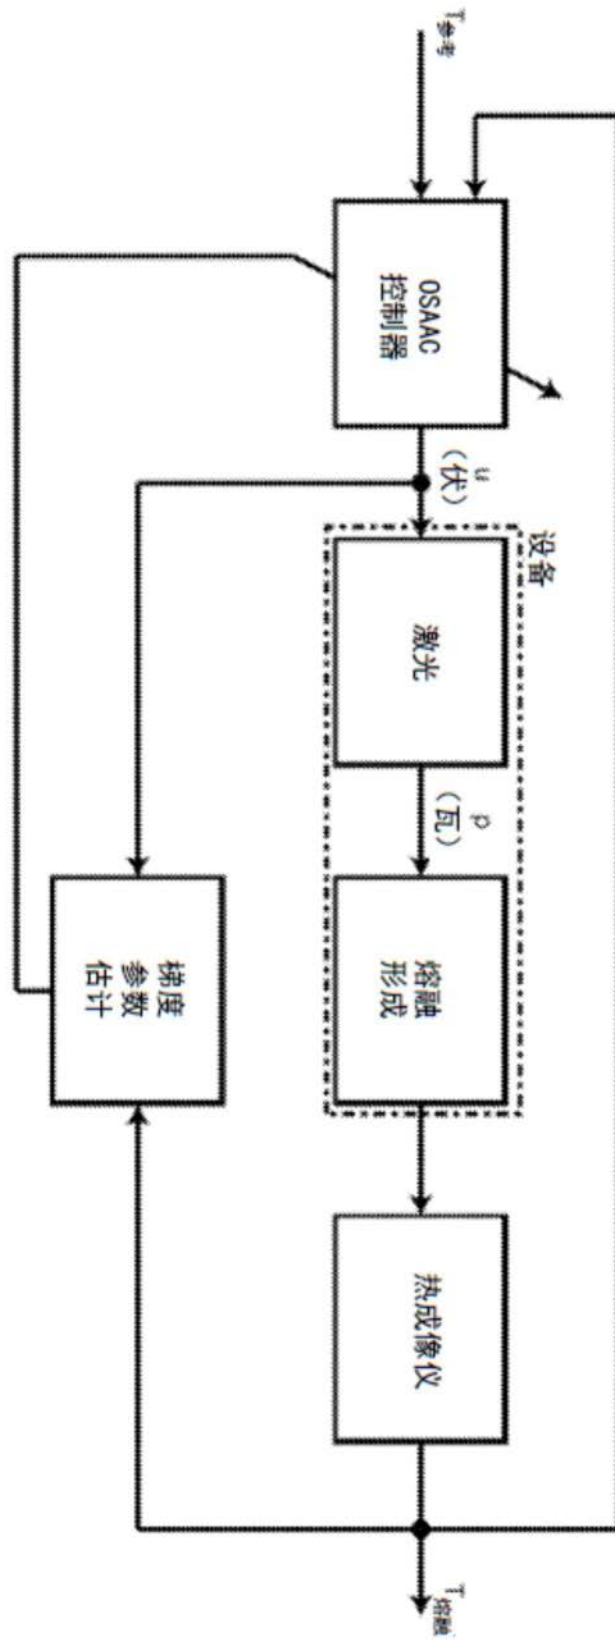 T参考
OSAAC
控制器
u
(伏)
设备
激光
p
(瓦)
熔融
形成
梯度
参数
估计
热成像仪
T熔融